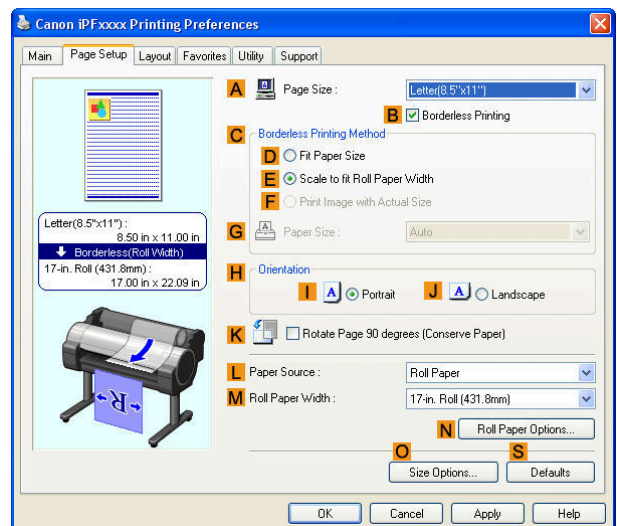 Canon iPFxxxx Printing Preferences
Main Page Setup Layout Favorites Utility Support
A Page Size : Letter(8.5"x11")
B Borderless Printing
C Borderless Printing Method
D Fit Paper Size
E Scale to fit Roll Paper Width
F Print Image with Actual Size
G Paper Size : Auto
Letter(8.5"x11") :
8.50 in x 11.00 in
Borderless(Roll Width)
17-in. Roll (431.8mm) :
17.00 in x 22.09 in
H Orientation
I A Portrait J A Landscape
K Rotate Page 90 degrees (Conserve Paper)
R
L Paper Source : Roll Paper
M Roll Paper Width : 17-in. Roll (431.8mm)
N Roll Paper Options...
O S
Size Options... Defaults
OK Cancel Apply Help